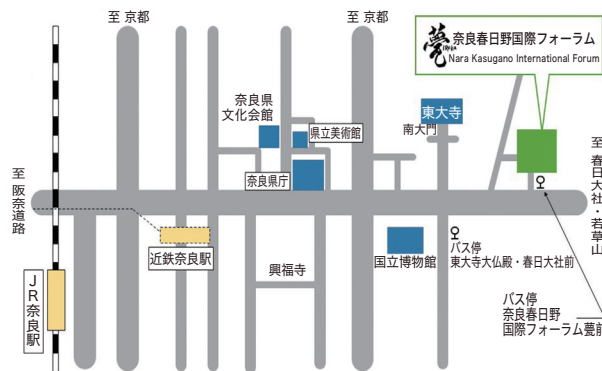 至 京都
至 京都
甍
奈良春日野国際フォーラム
Nara Kasugano International Forum
奈良県
文化会館
県立美術館
東大寺
南大門
奈良県庁
至 阪奈道路
至 春日大社・若草山
近鉄奈良駅
国立博物館
バス停
東大寺大仏殿・春日大社前
興福寺
JR奈良駅
バス停
奈良春日野
国際フォーラム甍前